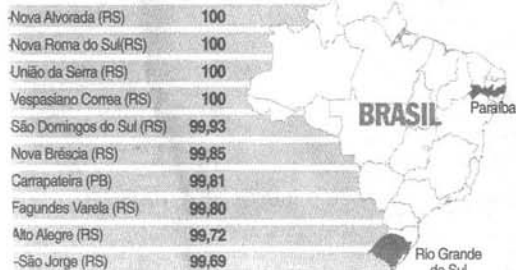 -Nova Alvorada (RS) 100
-Nova Roma do Sul(RS) 100
-União da Serra (RS) 100
Vespasiano Correa (RS) 100
São Domingos do Sul (RS) 99,93
Nova Bréscia (RS) 99,85
Carrapateira (PB) 99,81
Fagundes Varela (RS) 99,80
Alto Alegre (RS) 99,72
-São Jorge (RS) 99,69
BRASIL
Paraíba
Rio Grande
do Sul